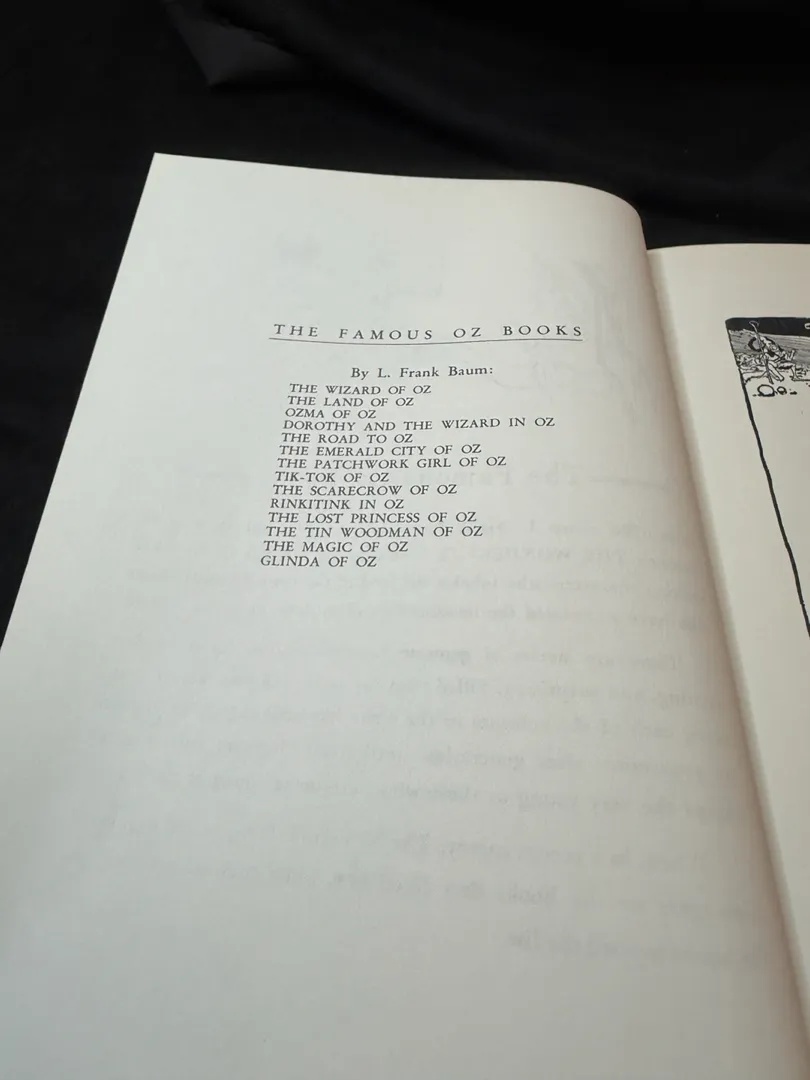 THE FAMOUS OZ BOOKS
By L. Frank Baum:
THE WIZARD OF OZ
THE LAND OF OZ
OZMA OF OZ
DOROTHY AND THE WIZARD IN OZ
THE ROAD TO OZ
THE EMERALD CITY OF OZ
THE PATCHWORK GIRL OF OZ
TIK-TOK OF OZ
THE SCARECROW OF OZ
RINKITINK IN OZ
THE LOST PRINCESS OF OZ
THE TIN WOODMAN OF OZ
THE MAGIC OF OZ
GLINDA OF OZ